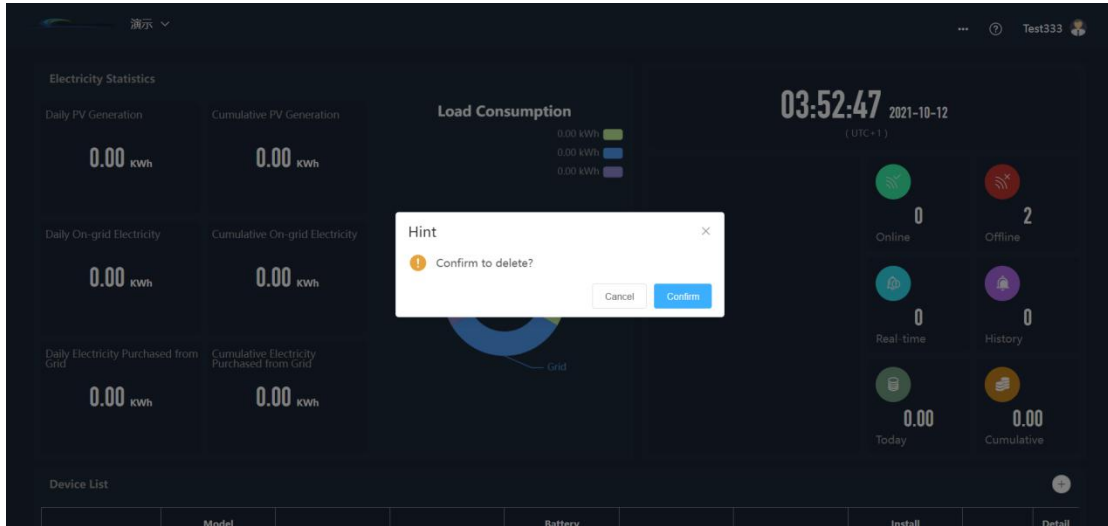 演示
...
Test333
Electricity Statistics
Daily PV Generation
0.00 KWh
Cumulative PV Generation
0.00 KWh
Load Consumption
0.00 kWh
0.00 kWh
0.00 kWh
03:52:47 2021-10-12
(UTC+1)
0
Online
2
Offline
Daily On-grid Electricity
0.00 KWh
Cumulative On-grid Electricity
0.00 KWh
Hint
Confirm to delete?
Cancel
Confirm
0
Real-time
0
History
Daily Electricity Purchased from
Grid
0.00 KWh
Cumulative Electricity
Purchased from Grid
0.00 KWh
Grid
0.00
Today
0.00
Cumulative
Device List
Model
Battery
Install
Detail